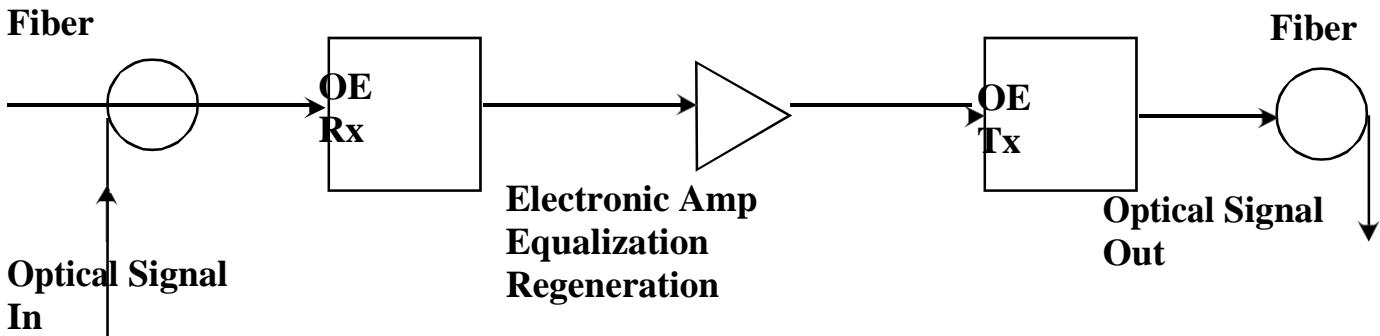 Fiber
Fiber
OE
Rx
OE
Tx
Electronic Amp
Equalization
Regeneration
Optical Signal
Out
Optical Signal
In